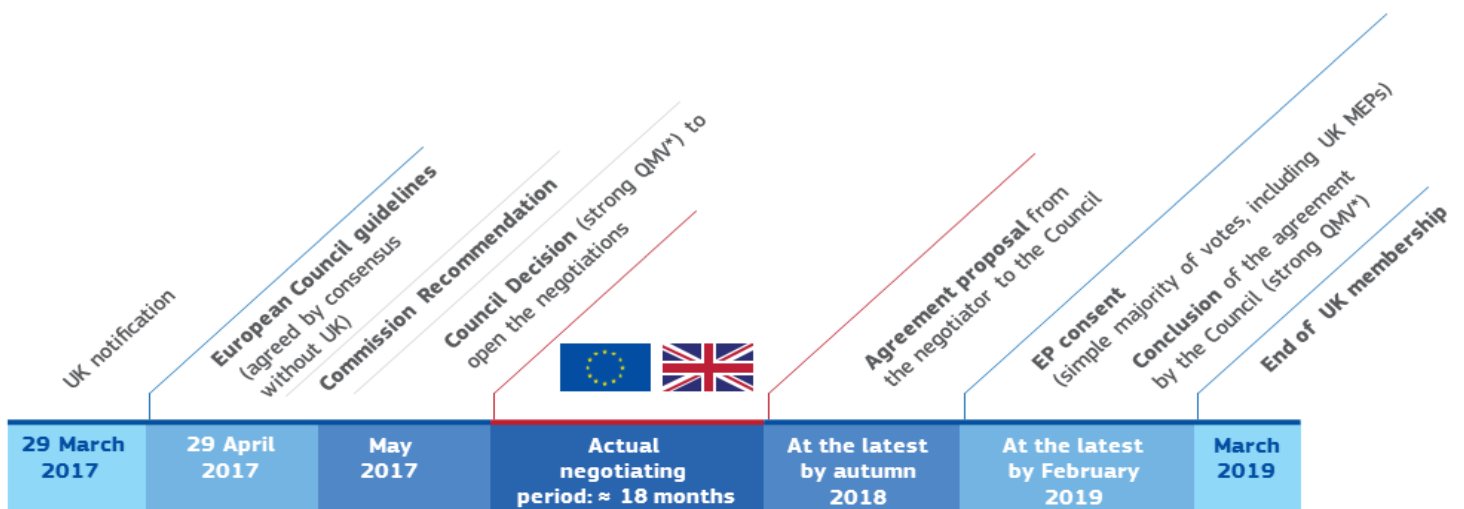 UK notification
European Council guidelines
(agreed by consensus
without UK)
Commission Recommendation
Council Decision (strong QMV*) to
open the negotiations
Agreement proposal from
the negotiator to the Council
EP consent
(simple majority of votes, including UK MEPs)
Conclusion of the agreement
by the Council (strong QMV*)
End of UK membership
29 March
2017
29 April
2017
May
2017
Actual
negotiating
period: ≈ 18 months
At the latest
by autumn
2018
At the latest
by February
2019
March
2019